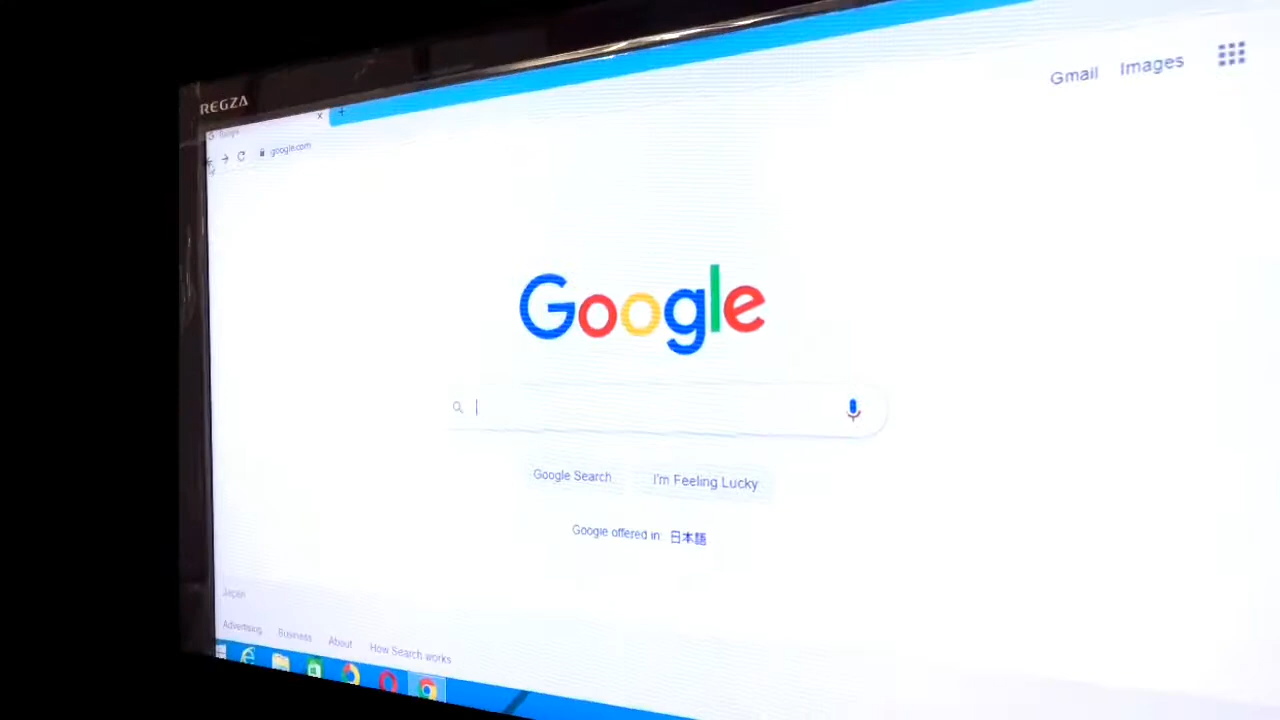 REGZA
Google
google.com
Gmail Images
Google
Google Search I'm Feeling Lucky
Google offered in: 日本語
Japan
Advertising Business About How Search works